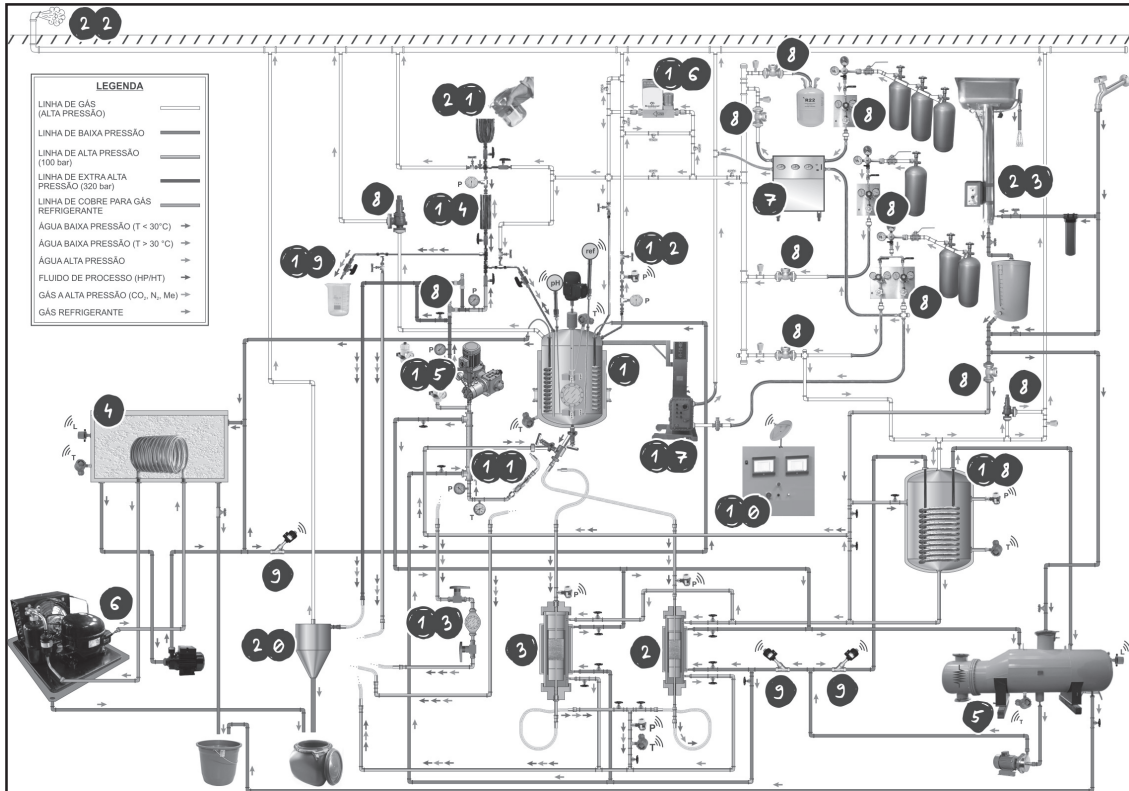 22
LEGENDA
LINHA DE GÁS
(ALTA PRESSÃO)
LINHA DE BAIXA PRESSÃO
LINHA DE ALTA PRESSÃO
(100 bar)
LINHA DE EXTRA ALTA
PRESSÃO (320 bar)
LINHA DE COBRE PARA GÁS
REFRIGERANTE
ÁGUA BAIXA PRESSÃO (T < 30°C)
ÁGUA BAIXA PRESSÃO (T > 30 °C)
ÁGUA ALTA PRESSÃO
FLUIDO DE PROCESSO (HP/HT)
GÁS A ALTA PRESSÃO (CO₂, N₂, Me)
GÁS REFRIGERANTE
21
16
8
8
R22
8
P
14
8
7
8
23
19
8
P
12
P
P
ref
pH
T
8
8
P
15
1
8
8
8
4
L
T
T
17
10
18
P
T
11
P
T
9
6
13
20
3
P
2
P
9
9
5
L
T
P
T